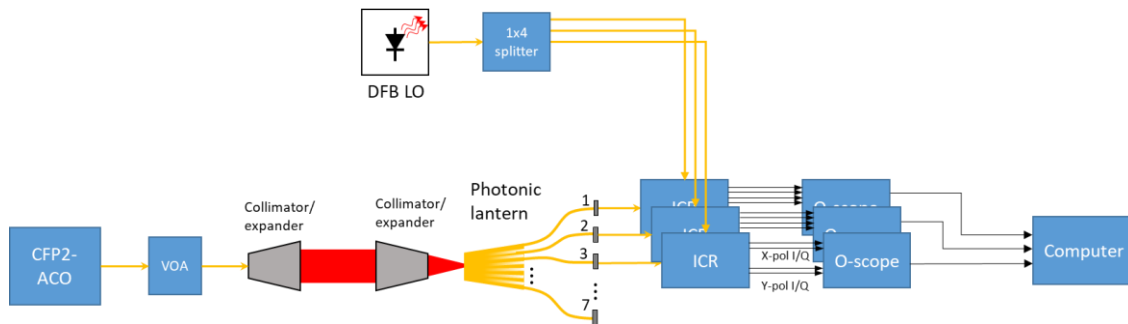 1x4
splitter
DFB LO
Photonic
lantern
Collimator/
expander
Collimator/
expander
1
2
3
7
CFP2-
ACO
VOA
ICR
X-pol I/Q
Y-pol I/Q
O-scope
Computer